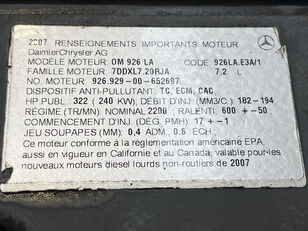 2007 RENSEIGNEMENTS IMPORTANTS MOTEUR
DaimlerChrysler AG
MODÈLE MOTEUR: OM 926 LA CODE 926LA.E3A/1
FAMILLE MOTEUR: 7DDXL7.20RJA 7,2 L
NO. MOTEUR: 926.929-00-652697
DISPOSITIF ANTI-POLLUTANT: TC, ECM, CAC
HP PUBL.: 322 ( 240 KW); DÉBIT INJ.(MM3/C) :182-194
RÉGIME (TR/MN): NOMINAL 2200 , RALENTI: 600 +-50
COMMENCEMENT D'INJ. (DÉG. PMH): 17 +-1
JEU SOUPAPES (MM): 0,4 ADM., 0,6 ECH.
Ce moteur conforme à la réglementation américaine EPA
aussi en vigueur en Californie et au Canada, valable pour les
nouveaux moteurs diesel lourds non-routiers de 2007